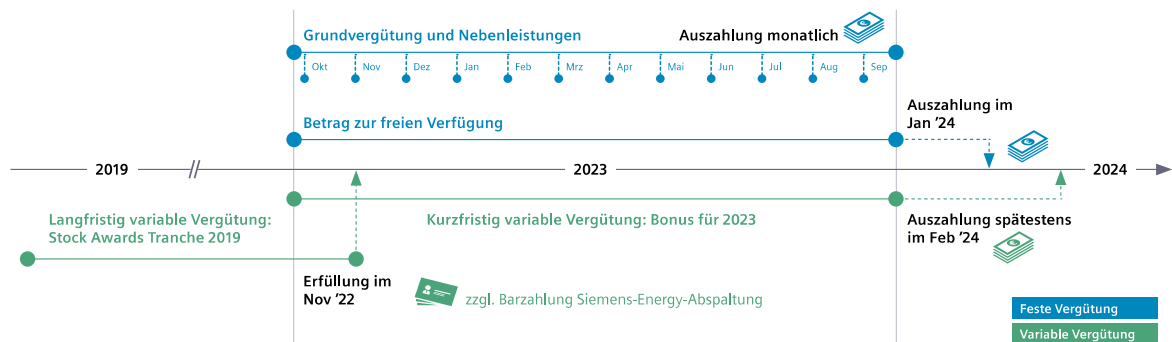 Grundvergütung und Nebenleistungen
Auszahlung monatlich
Okt
Nov
Dez
Jan
Feb
Mrz
Apr
Mai
Jun
Jul
Aug
Sep
Betrag zur freien Verfügung
Auszahlung im
Jan ’24
2019
2023
2024
Langfristig variable Vergütung:
Stock Awards Tranche 2019
Kurzfristig variable Vergütung: Bonus für 2023
Auszahlung spätestens
im Feb ’24
Erfüllung im
Nov ’22
zzgl. Barzahlung Siemens-Energy-Abspaltung
Feste Vergütung
Variable Vergütung